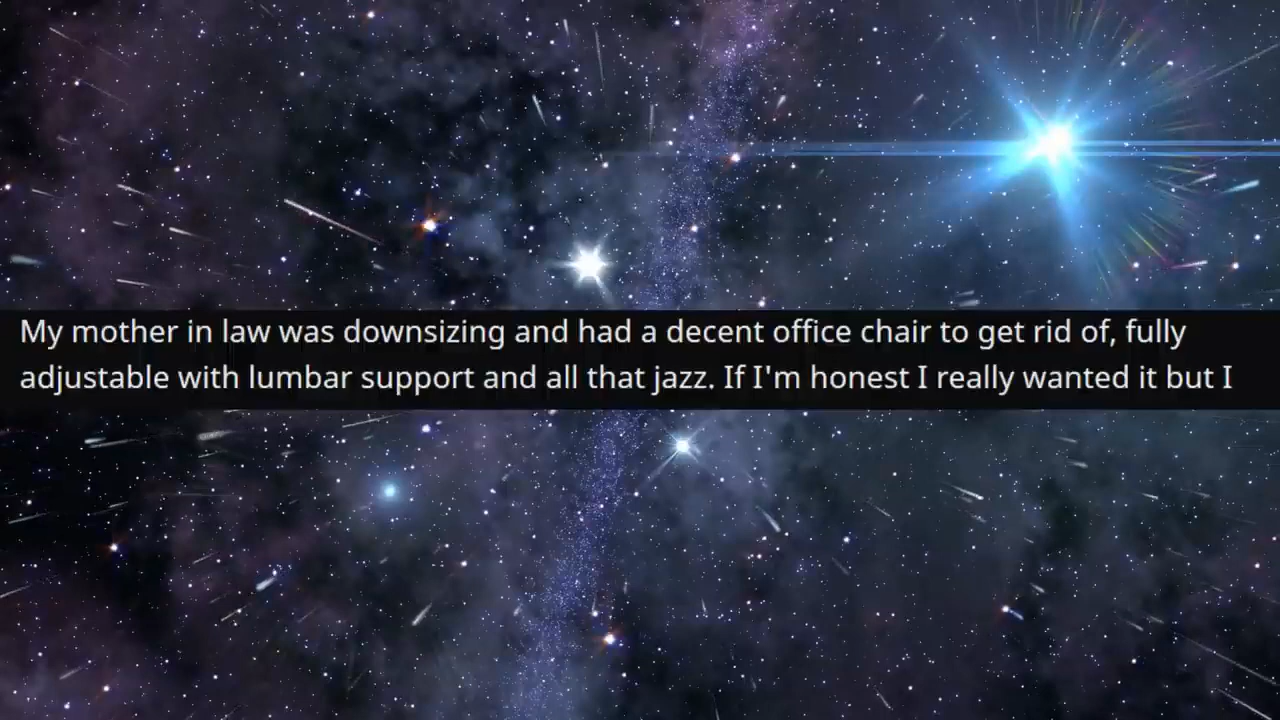 My mother in law was downsizing and had a decent office chair to get rid of, fully
adjustable with lumbar support and all that jazz. If I'm honest I really wanted it but I